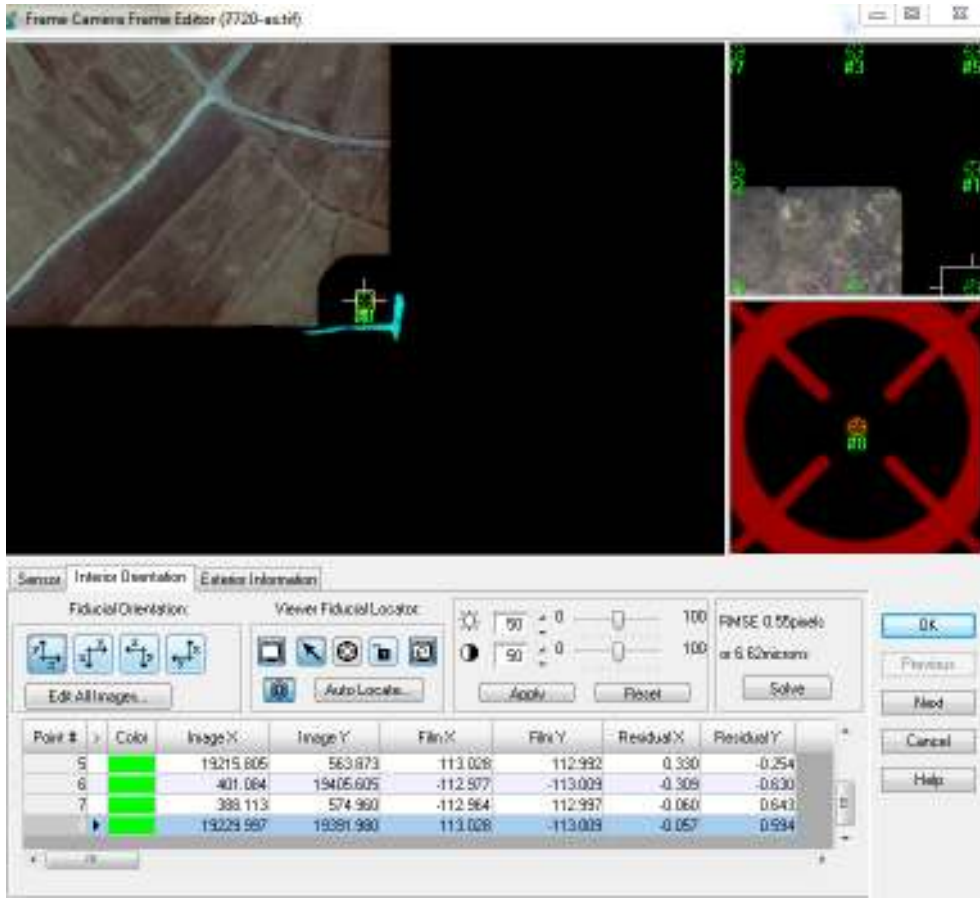 Frame Camera Frame Editor (7720-as.tif)
#3
#1
Sensor Interior Orientation Exterior Information
Fiducial Orientation:
Edit All Images...
Viewer Fiducial Locator:
Auto Locate...
50 0 100
50 0 100
Apply Reset
RMSE 0.55pixels
or 6.62microns
Solve
OK
Previous
Next
Cancel
Help
Point # > Color Image X Image Y Film X Film Y Residual X Residual Y
5 19215.805 563.873 113.028 112.992 0.330 -0.254
6 401.084 19405.605 -112.977 -113.009 -0.309 -0.630
7 388.113 574.960 -112.964 112.997 -0.060 0.643
19229.997 19391.980 113.028 -113.009 -0.057 0.594